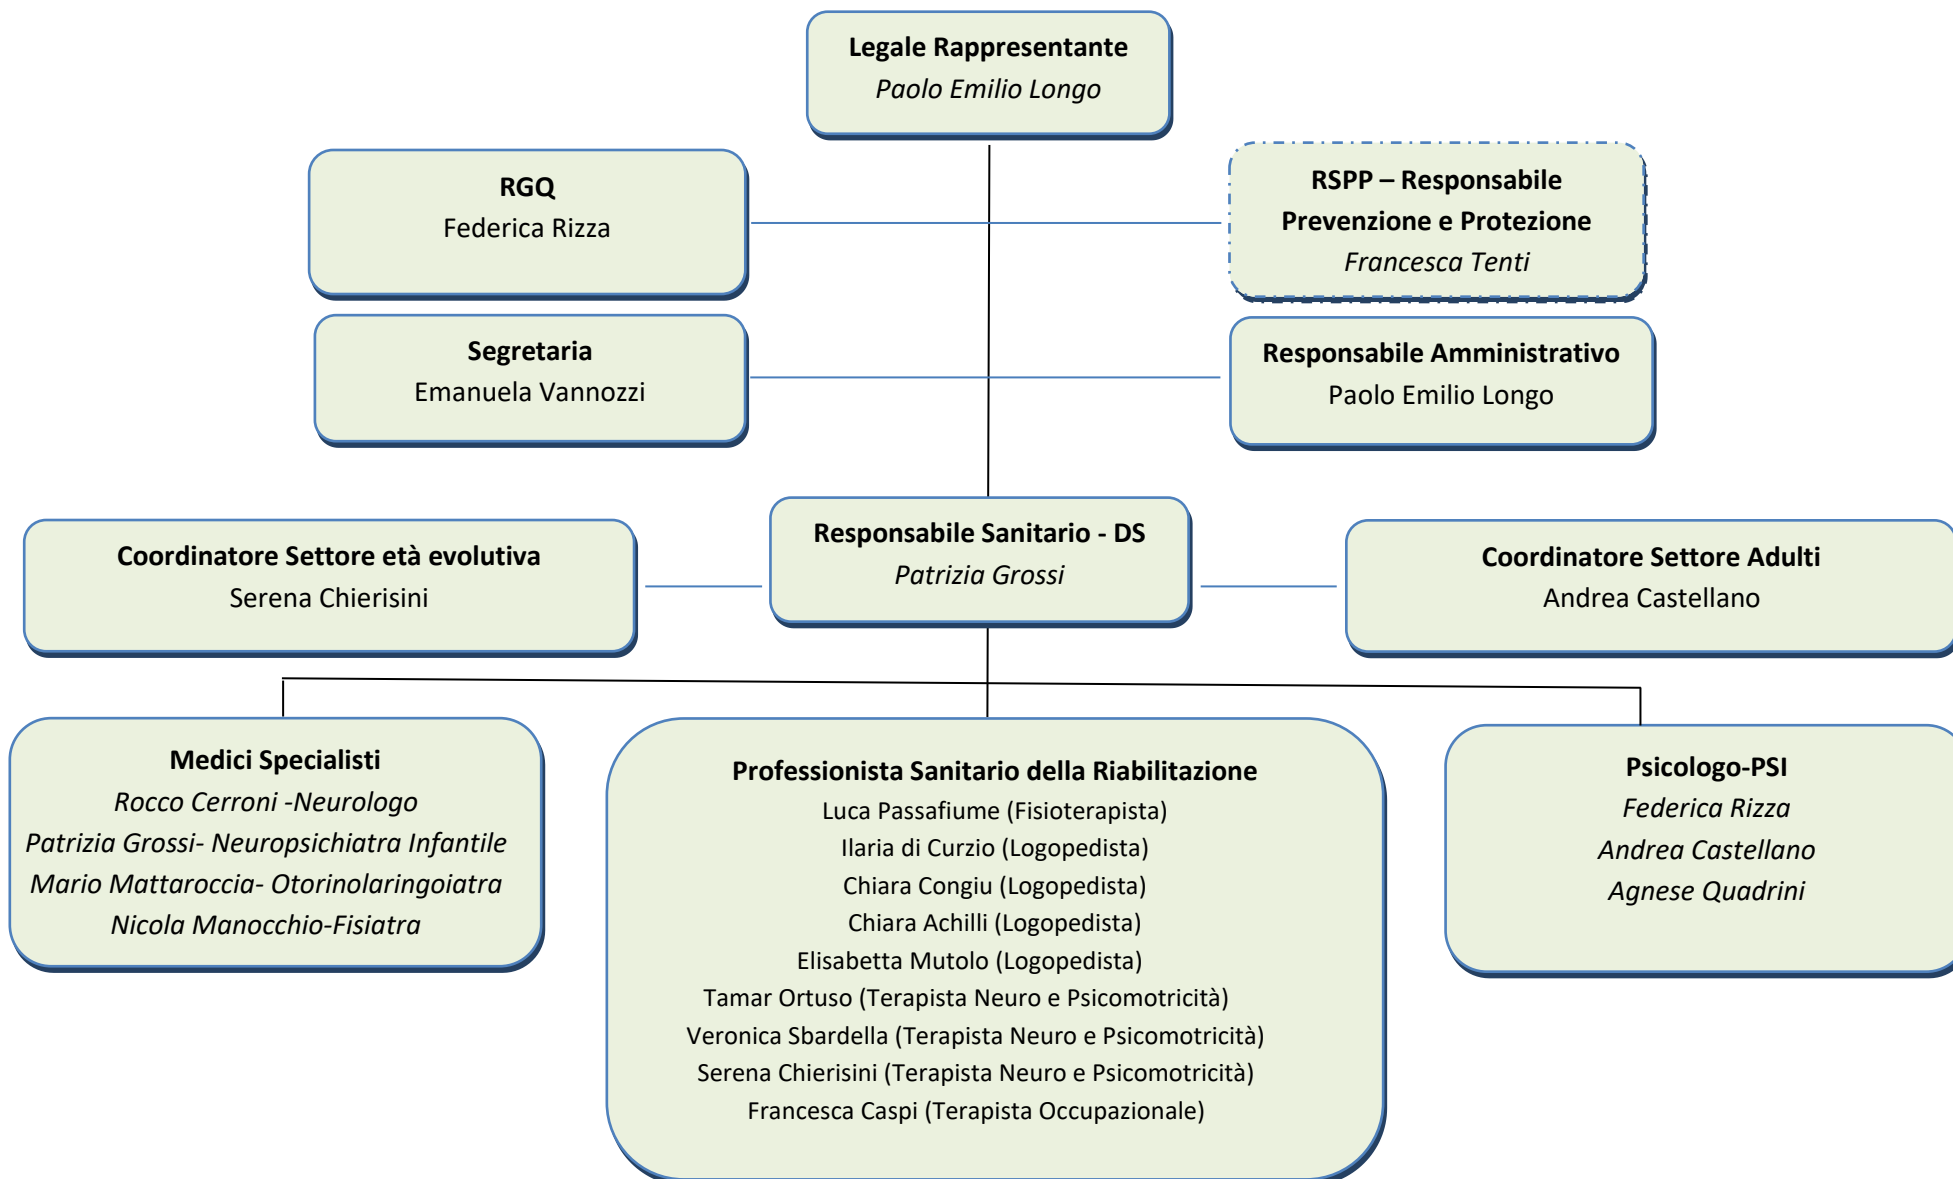 Legale Rappresentante
Paolo Emilio Longo
RGQ
Federica Rizza
RSPP – Responsabile
Prevenzione e Protezione
Francesca Tenti
Segretaria
Emanuela Vannozzi
Responsabile Amministrativo
Paolo Emilio Longo
Coordinatore Settore età evolutiva
Serena Chierisini
Responsabile Sanitario - DS
Patrizia Grossi
Coordinatore Settore Adulti
Andrea Castellano
Medici Specialisti
Rocco Cerroni -Neurologo
Patrizia Grossi- Neuropsichiatra Infantile
Mario Mattaroccia- Otorinolaringoiatra
Nicola Manocchio-Fisiatra
Professionista Sanitario della Riabilitazione
Luca Passafiume (Fisioterapista)
Ilaria di Curzio (Logopedista)
Chiara Congiu (Logopedista)
Chiara Achilli (Logopedista)
Elisabetta Mutolo (Logopedista)
Tamar Ortuso (Terapista Neuro e Psicomotricità)
Veronica Sbardella (Terapista Neuro e Psicomotricità)
Serena Chierisini (Terapista Neuro e Psicomotricità)
Francesca Caspi (Terapista Occupazionale)
Psicologo-PSI
Federica Rizza
Andrea Castellano
Agnese Quadrini